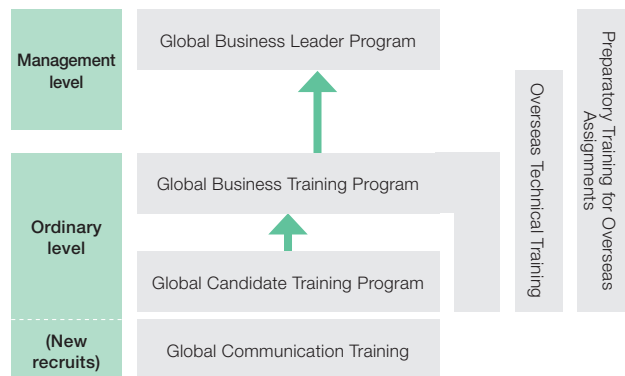 Management
level
Global Business Leader Program
Ordinary
level
Global Business Training Program
Global Candidate Training Program
(New
recruits)
Global Communication Training
Overseas Technical Training
Preparatory Training for Overseas
Assignments